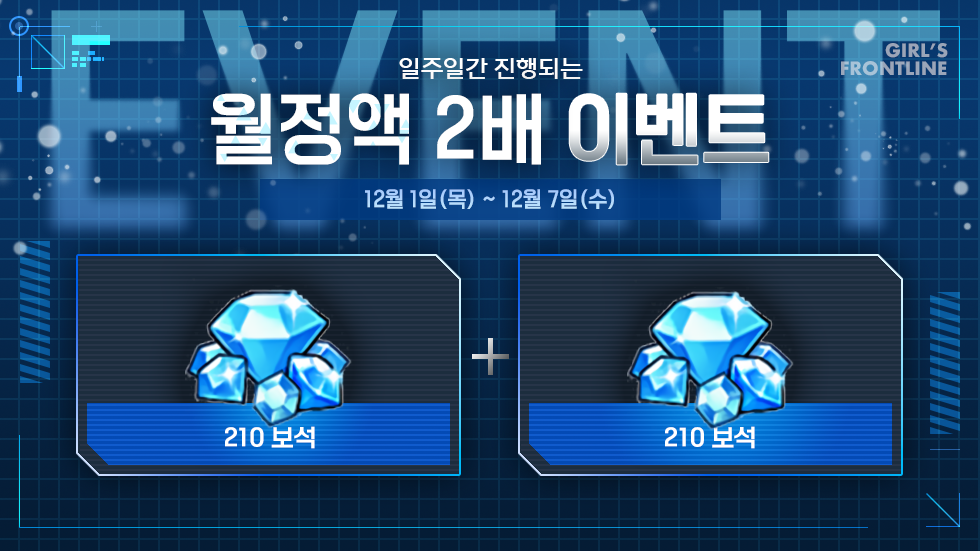 EVENT
GIRL'S
FRONTLINE
일주일간 진행되는
월정액 2배 이벤트
12월 1일(목) ~ 12월 7일(수)
210 보석
+
210 보석